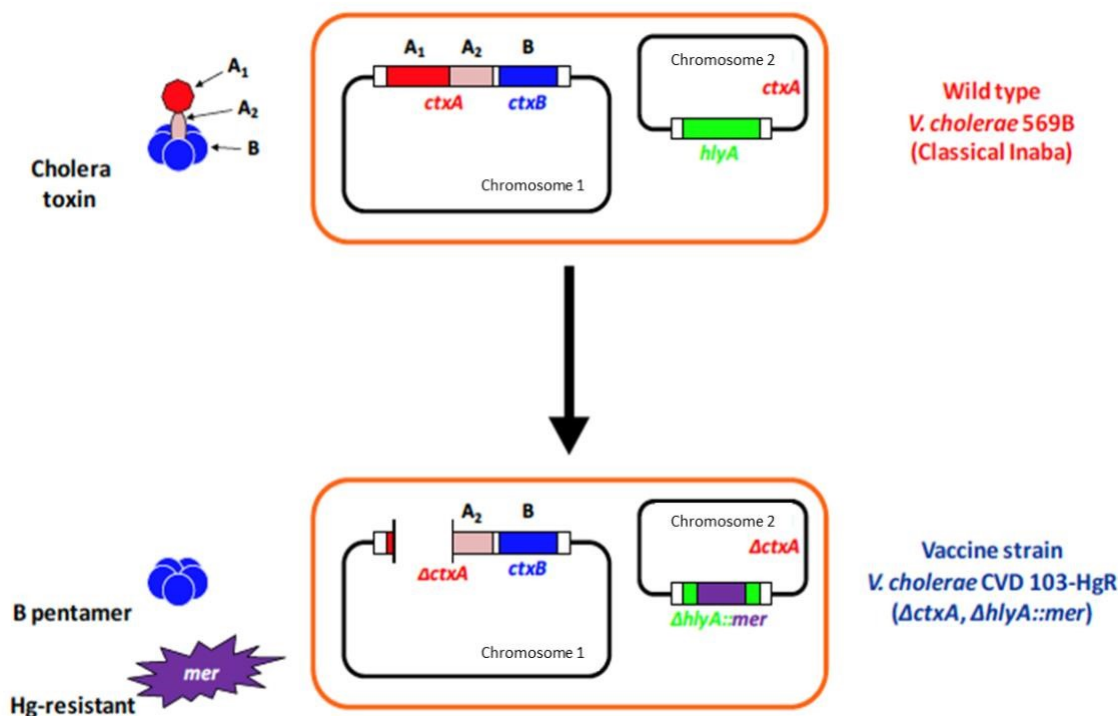 A₁
A₂
B
Cholera
toxin
A₁ A₂ B
ctxA ctxB
Chromosome 1
Chromosome 2
ctxA
hlyA
Wild type
V. cholerae 569B
(Classical Inaba)
B pentamer
mer
Hg-resistant
A₂ B
ΔctxA ctxB
Chromosome 1
Chromosome 2
ΔctxA
ΔhlyA::mer
Vaccine strain
V. cholerae CVD 103-HgR
(ΔctxA, ΔhlyA::mer)